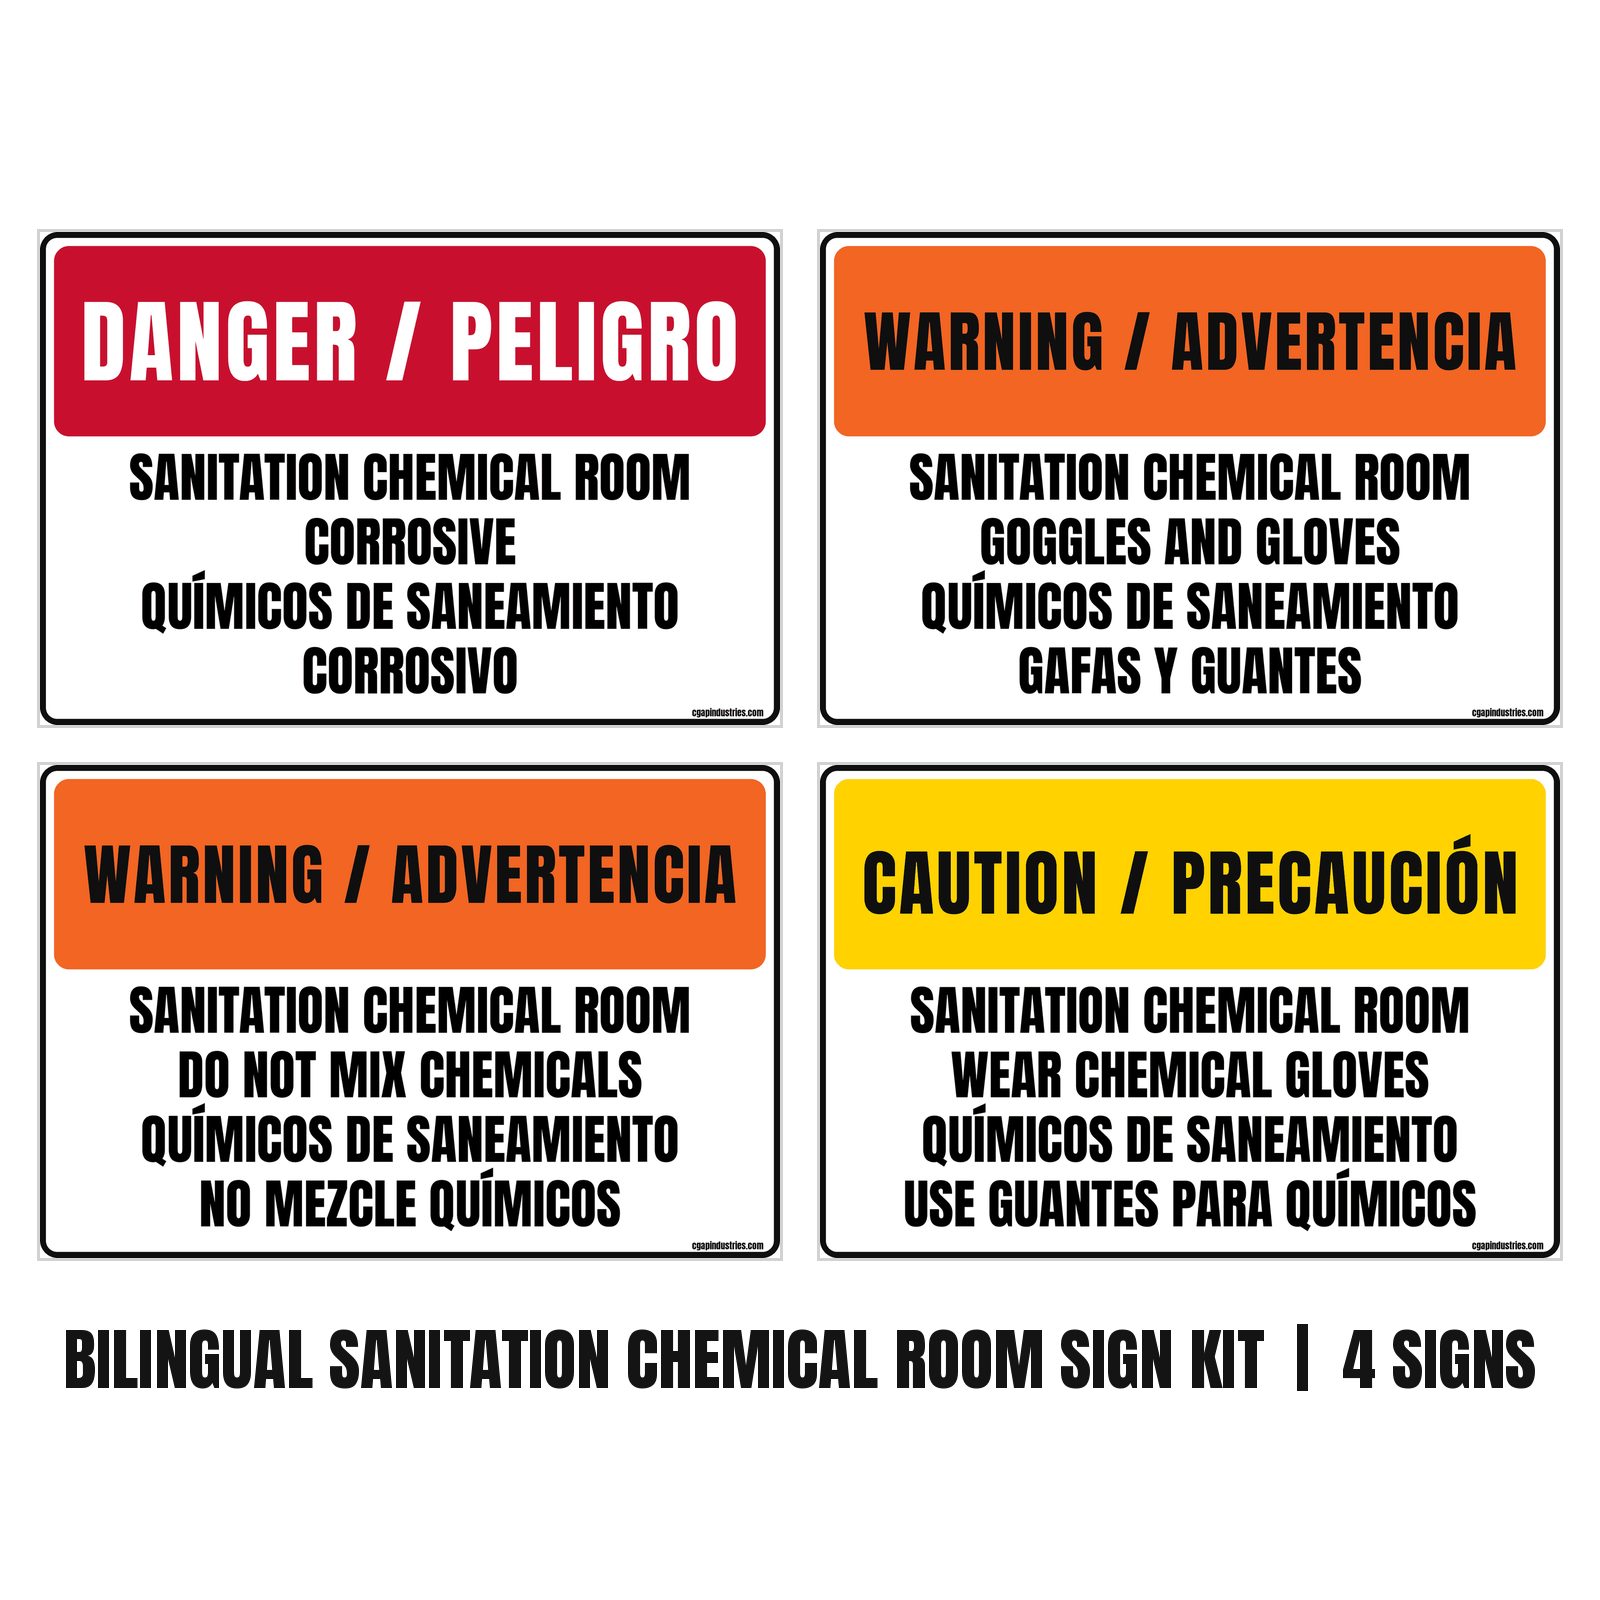 DANGER / PELIGRO
SANITATION CHEMICAL ROOM
CORROSIVE
QUÍMICOS DE SANEAMIENTO
CORROSIVO
cgapindustries.com
WARNING / ADVERTENCIA
SANITATION CHEMICAL ROOM
GOGGLES AND GLOVES
QUÍMICOS DE SANEAMIENTO
GAFAS Y GUANTES
cgapindustries.com
WARNING / ADVERTENCIA
SANITATION CHEMICAL ROOM
DO NOT MIX CHEMICALS
QUÍMICOS DE SANEAMIENTO
NO MEZCLE QUÍMICOS
cgapindustries.com
CAUTION / PRECAUCIÓN
SANITATION CHEMICAL ROOM
WEAR CHEMICAL GLOVES
QUÍMICOS DE SANEAMIENTO
USE GUANTES PARA QUÍMICOS
cgapindustries.com
BILINGUAL SANITATION CHEMICAL ROOM SIGN KIT | 4 SIGNS